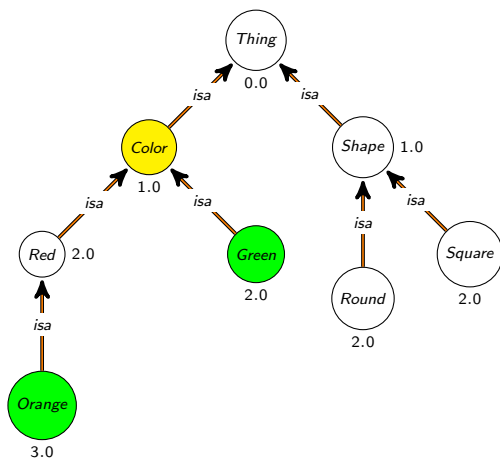 Thing
0.0
isa
isa
Color
1.0
Shape
1.0
isa
isa
isa
isa
Red
2.0
Green
2.0
Square
2.0
Round
2.0
isa
Orange
3.0